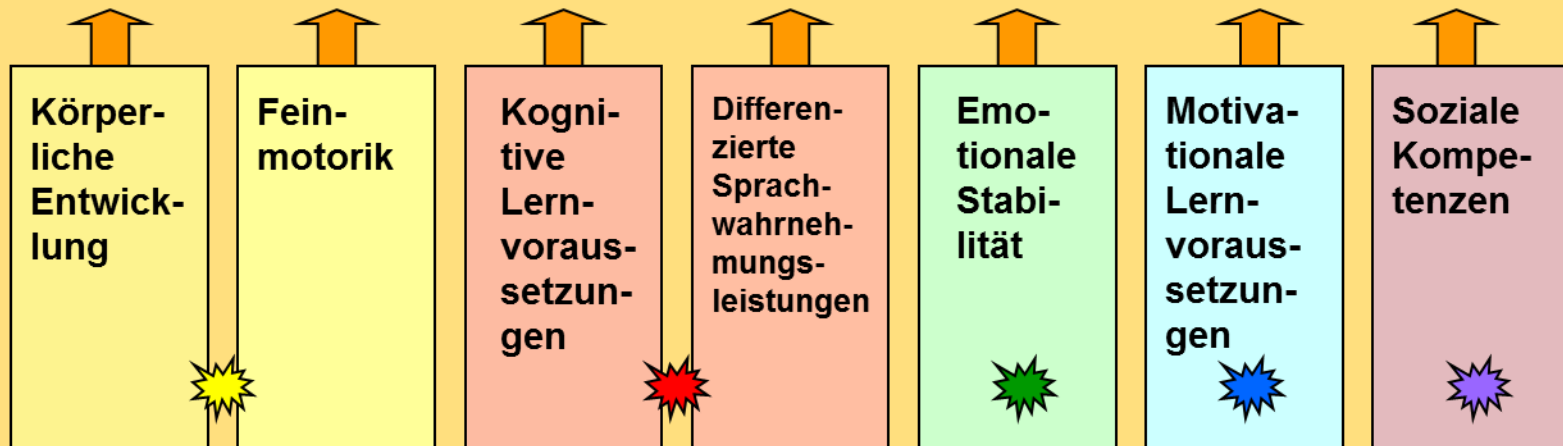 Körper-
liche
Entwick-
lung
Fein-
motorik
Kogni-
tive
Lern-
voraus-
setzun-
gen
Differen-
zierte
Sprach-
wahrneh-
mungs-
leistungen
Emo-
tionale
Stabi-
lität
Motiva-
tionale
Lern-
voraus-
setzun-
gen
Soziale
Kompe-
tenzen